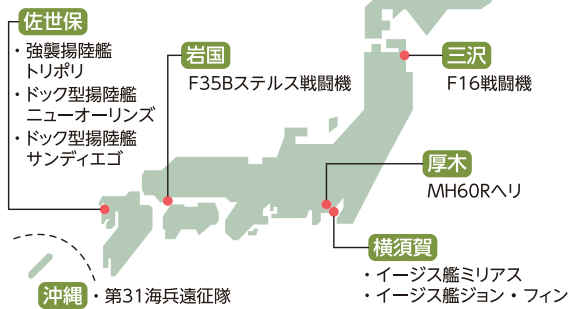 佐世保
・強襲揚陸艦
トリポリ
・ドック型揚陸艦
ニューオーリンズ
・ドック型揚陸艦
サンディエゴ
岩国
F35Bステルス戦闘機
三沢
F16戦闘機
厚木
MH60Rヘリ
横須賀
・イージス艦ミリアス
・イージス艦ジョン・フィン
沖縄・第31海兵遠征隊